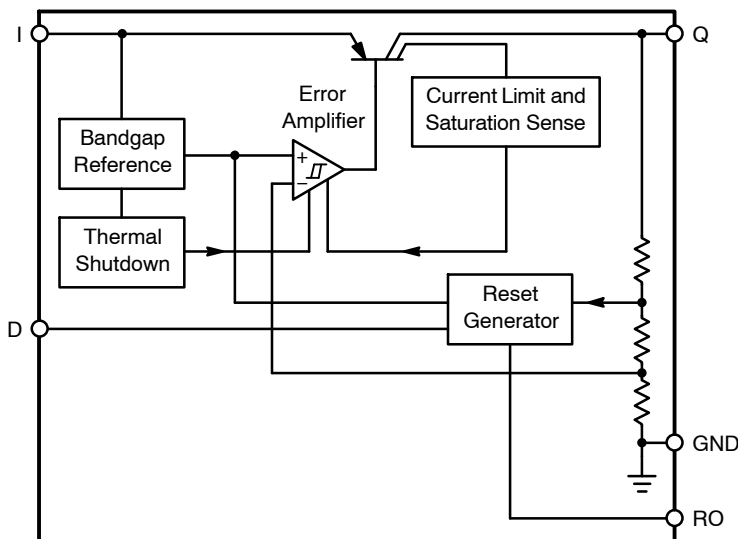 I
Q
Error
Amplifier
Current Limit and
Saturation Sense
Bandgap
Reference
+
−
Thermal
Shutdown
Reset
Generator
D
GND
RO